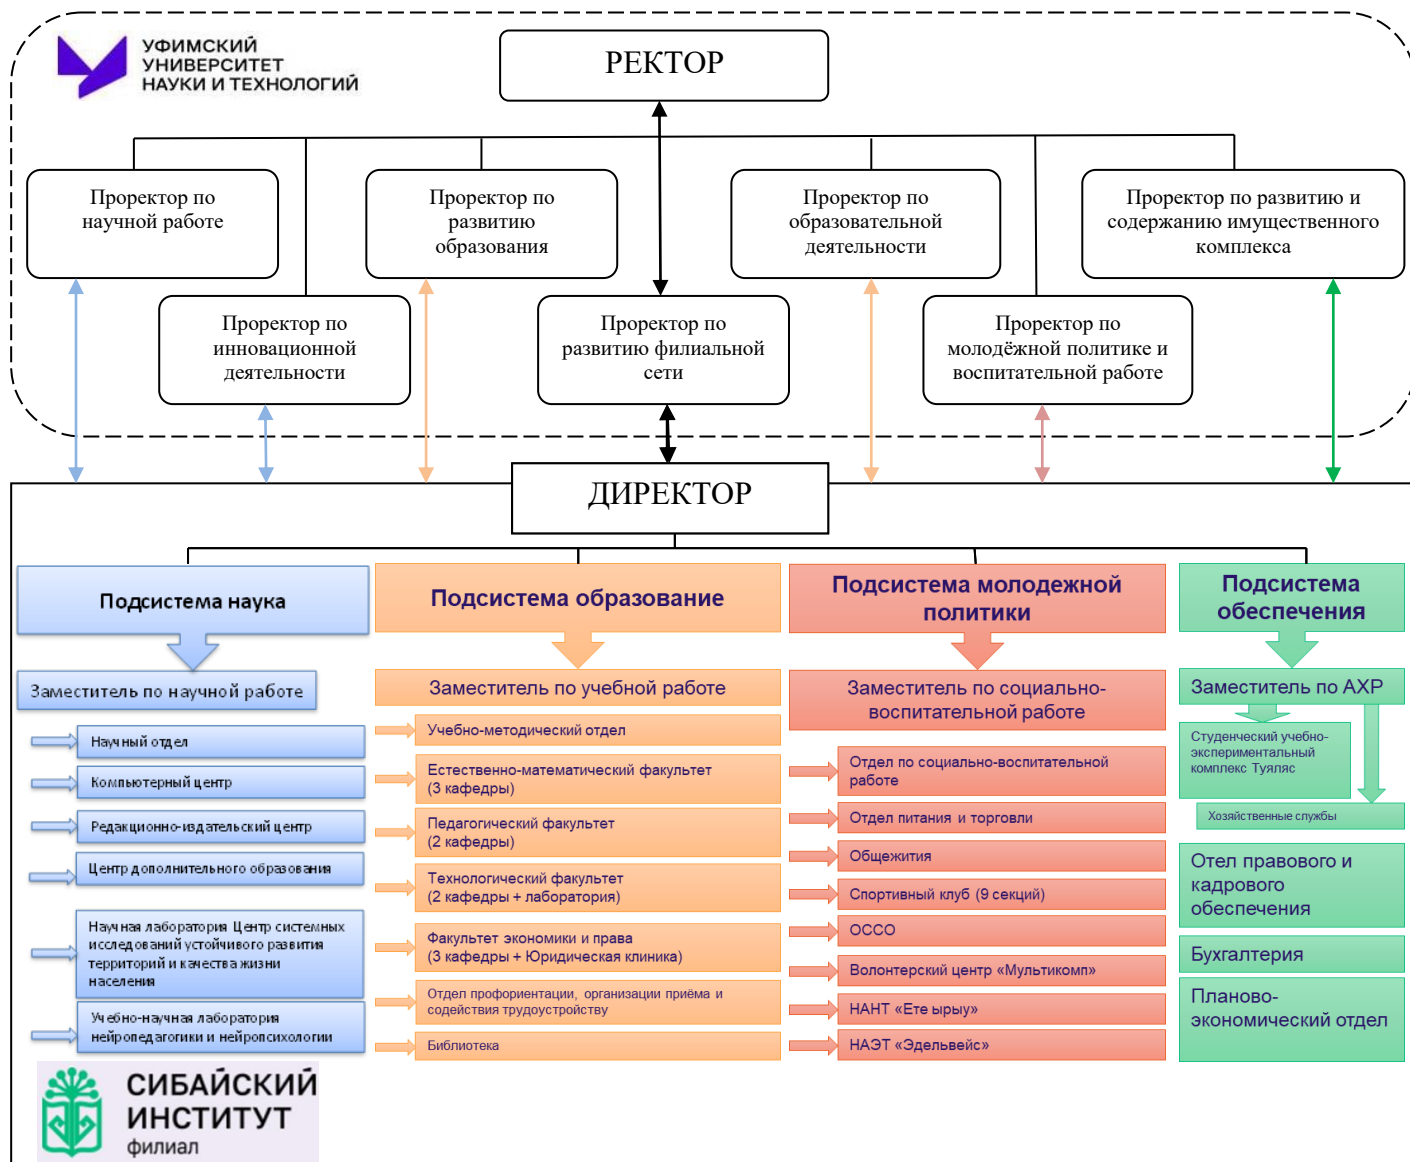 УФИМСКИЙ
УНИВЕРСИТЕТ
НАУКИ И ТЕХНОЛОГИЙ
РЕКТОР
Проректор по
научной работе
Проректор по
развитию
образования
Проректор по
образовательной
деятельности
Проректор по развитию и
содержанию имущественного
комплекса
Проректор по
инновационной
деятельности
Проректор по
развитию филиальной
сети
Проректор по
молодёжной политике и
воспитательной работе
ДИРЕКТОР
Подсистема наука
Заместитель по научной работе
Научный отдел
Компьютерный центр
Редакционно-издательский центр
Центр дополнительного образования
Научная лаборатория Центр системных
исследований устойчивого развития
территорий и качества жизни
населения
Учебно-научная лаборатория
нейропедагогики и нейропсихологии
Подсистема образование
Заместитель по учебной работе
Учебно-методический отдел
Естественно-математический факультет
(3 кафедры)
Педагогический факультет
(2 кафедры)
Технологический факультет
(2 кафедры + лаборатория)
Факультет экономики и права
(3 кафедры + Юридическая клиника)
Отдел профориентации, организации приёма и
содействия трудоустройству
Библиотека
Подсистема молодежной
политики
Заместитель по социально-
воспитательной работе
Отдел по социально-воспитательной
работе
Отдел питания и торговли
Общежития
Спортивный клуб (9 секций)
ОССО
Волонтерский центр «Мультикомп»
НАНТ «Ете ырыу»
НАЭТ «Эдельвейс»
Подсистема
обеспечения
Заместитель по АХР
Студенческий учебно-
экспериментальный
комплекс Туяляс
Хозяйственные службы
Отел правового и
кадрового
обеспечения
Бухгалтерия
Планово-
экономический отдел
СИБАЙСКИЙ
ИНСТИТУТ
филиал